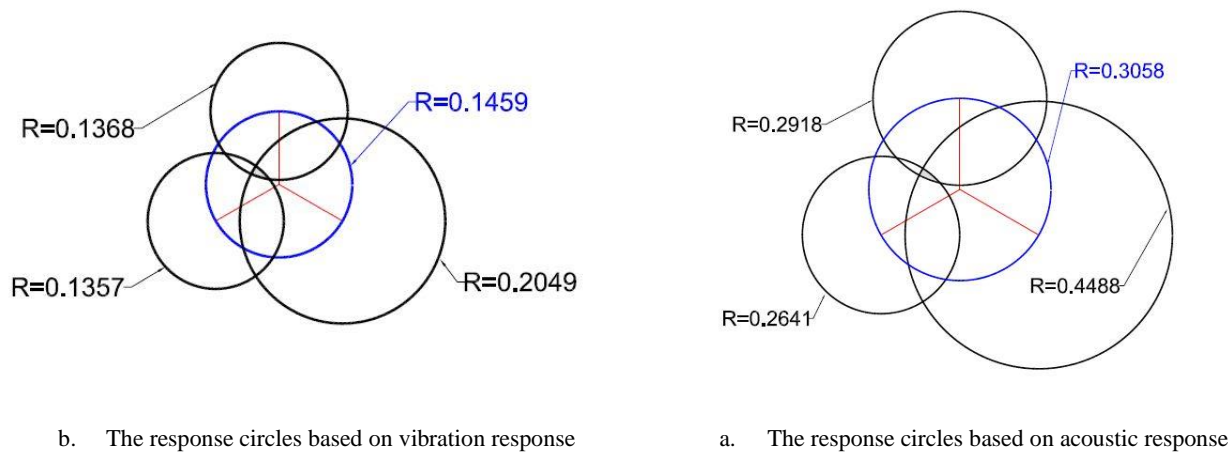 R=0.1368
R=0.1459
R=0.1357
R=0.2049
b. The response circles based on vibration response
R=0.3058
R=0.2918
R=0.4488
R=0.2641
a. The response circles based on acoustic response